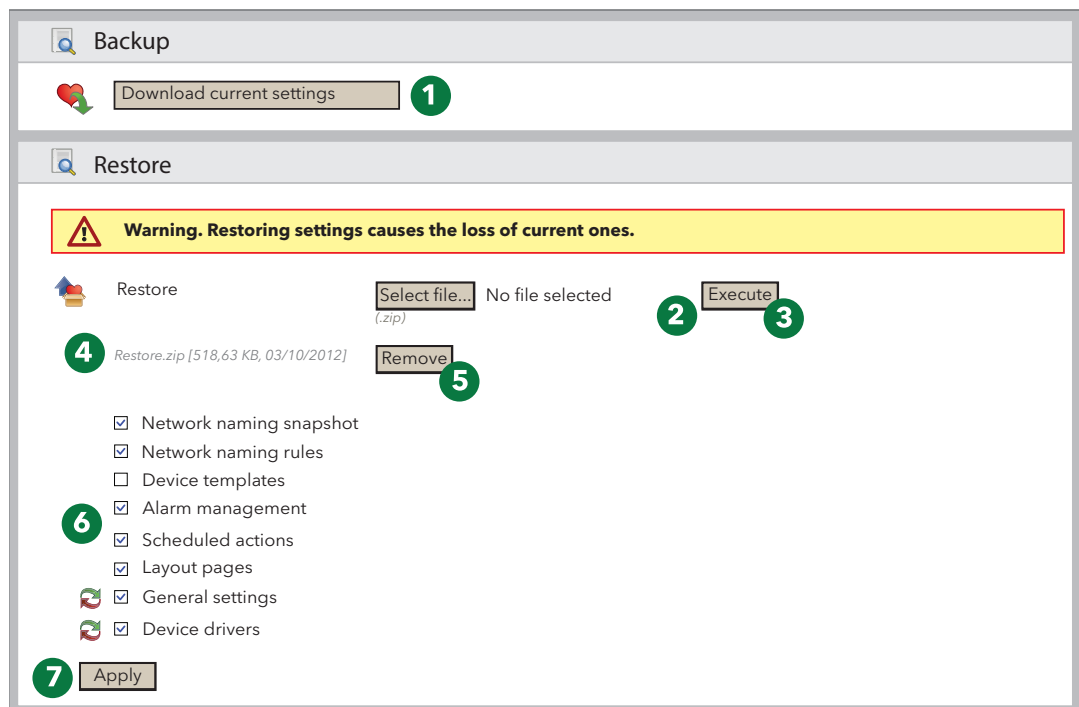 Backup
Download current settings 1
Restore
Warning. Restoring settings causes the loss of current ones.
Restore Select file... No file selected 2 Execute 3
(.zip)
4 Restore.zip [518,63 KB, 03/10/2012] Remove 5
Network naming snapshot
Network naming rules
Device templates
6 Alarm management
Scheduled actions
Layout pages
General settings
Device drivers
7 Apply